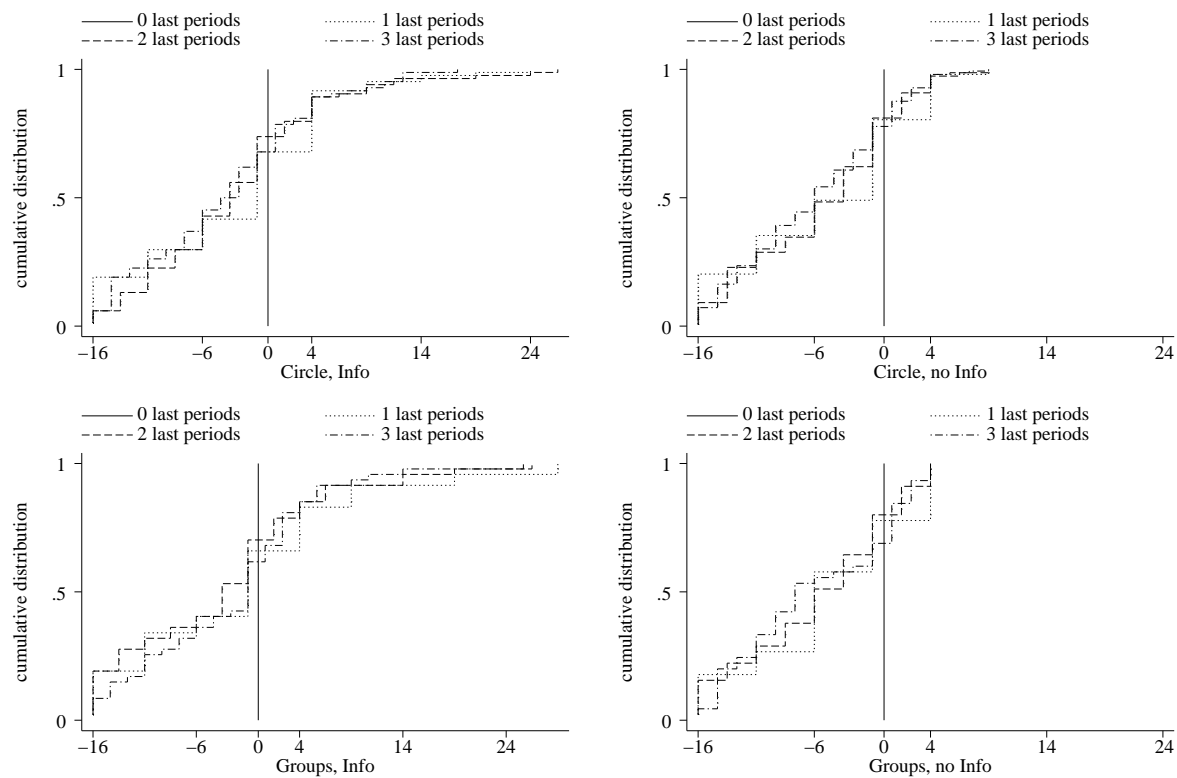 0 last periods 1 last periods
2 last periods 3 last periods
cumulative distribution
1
.5
0
−16 −6 0 4 14 24
Circle, Info
0 last periods 1 last periods
2 last periods 3 last periods
cumulative distribution
1
.5
0
−16 −6 0 4 14 24
Circle, no Info
0 last periods 1 last periods
2 last periods 3 last periods
cumulative distribution
1
.5
0
−16 −6 0 4 14 24
Groups, Info
0 last periods 1 last periods
2 last periods 3 last periods
cumulative distribution
1
.5
0
−16 −6 0 4 14 24
Groups, no Info